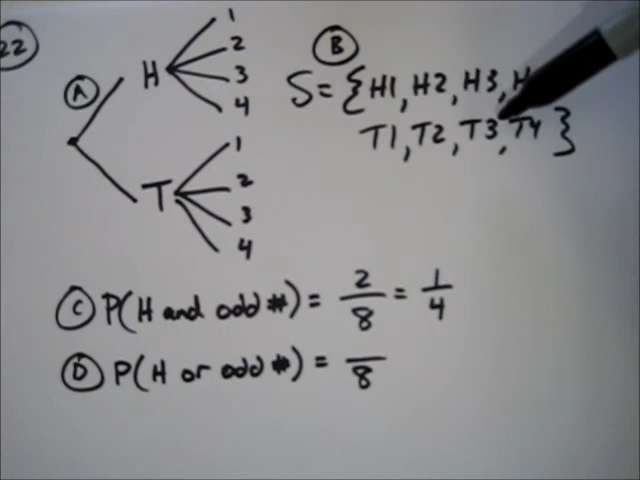 22
A
H
1
2
3
4
T
1
2
3
4
B
S = {H1, H2, H3, H
T1, T2, T3, T4}
C P(H and odd #) = 2/8 = 1/4
D P(H or odd #) = /8